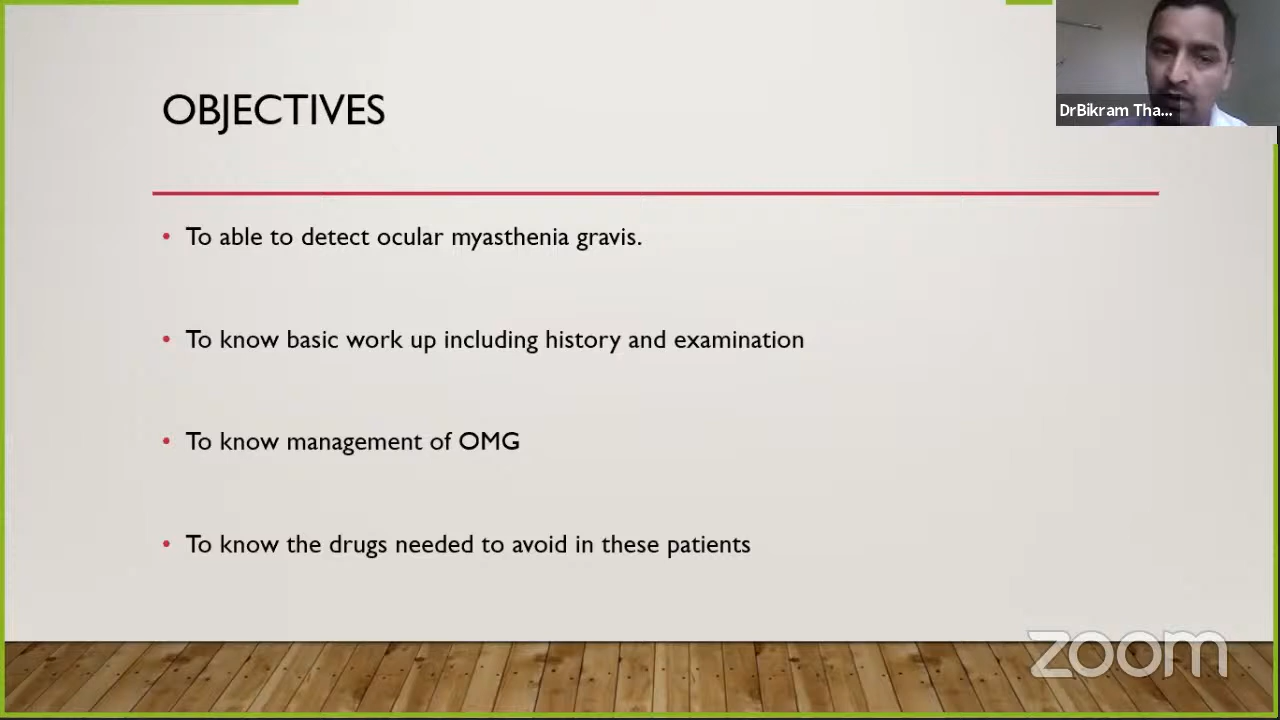 OBJECTIVES
DrBikram Tha...
• To able to detect ocular myasthenia gravis.
• To know basic work up including history and examination
• To know management of OMG
• To know the drugs needed to avoid in these patients
zoom